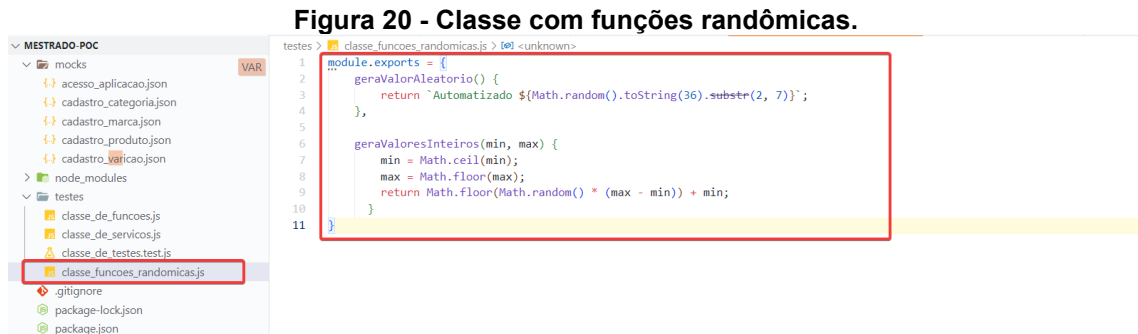 Figura 20 - Classe com funções randômicas.
MESTRADO-POC
mocks
VAR
acesso_aplicacao.json
cadastro_categoria.json
cadastro_marca.json
cadastro_produto.json
cadastro_varicao.json
node_modules
testes
classe_de_funcoes.js
classe_de_servicos.js
classe_de_testes.test.js
classe_funcoes_randomicas.js
.gitignore
package-lock.json
package.json
testes > JS classe_funcoes_randomicas.js > <unknown>
1 module.exports = {
2 geraValorAleatorio() {
3 return `Automatizado ${Math.random().toString(36).substr(2, 7)}`;
4 },
5
6 geraValoresInteiros(min, max) {
7 min = Math.ceil(min);
8 max = Math.floor(max);
9 return Math.floor(Math.random() * (max - min)) + min;
10 }
11 }